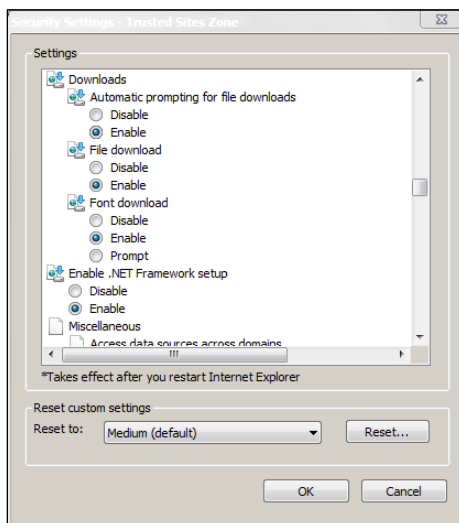 Security Settings - Trusted Sites Zone
Settings
Downloads
Automatic prompting for file downloads
Disable
Enable
File download
Disable
Enable
Font download
Disable
Enable
Prompt
Enable .NET Framework setup
Disable
Enable
Miscellaneous
Access data sources across domains
*Takes effect after you restart Internet Explorer
Reset custom settings
Reset to: Medium (default) Reset...
OK Cancel